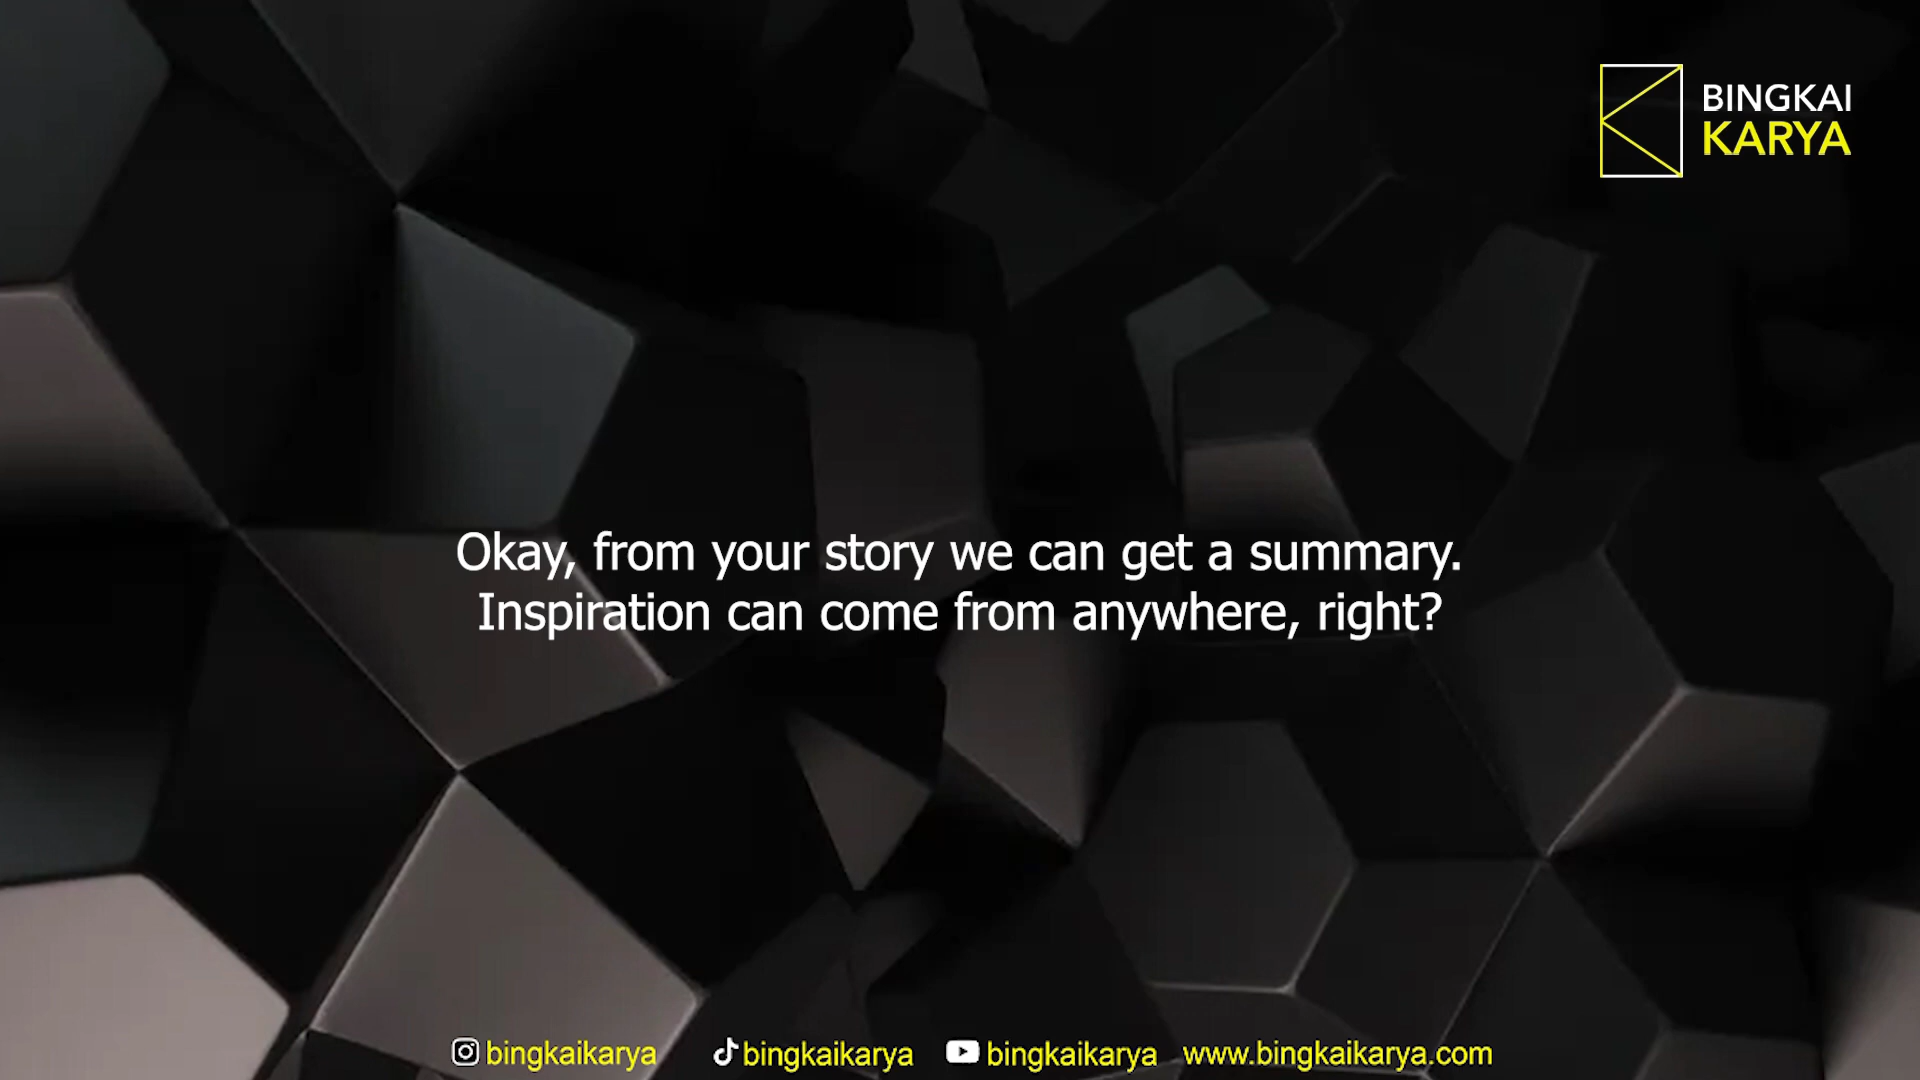 BINGKAI
KARYA
Okay, from your story we can get a summary.
Inspiration can come from anywhere, right?
bingkaikarya bingkaikarya bingkaikarya www.bingkaikarya.com